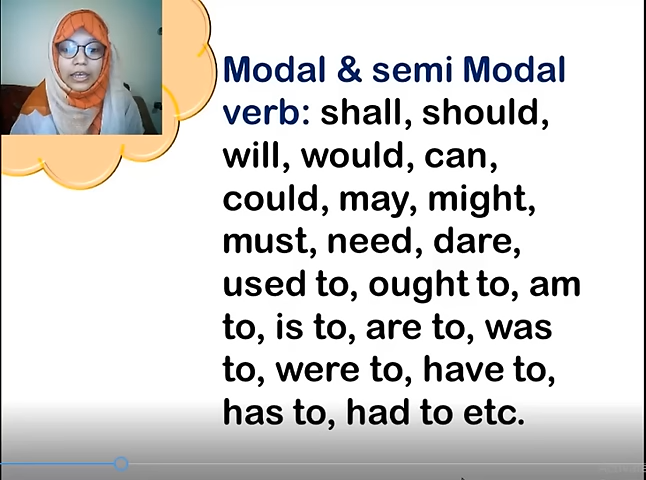 Modal & semi Modal
verb: shall, should,
will, would, can,
could, may, might,
must, need, dare,
used to, ought to, am
to, is to, are to, was
to, were to, have to,
has to, had to etc.